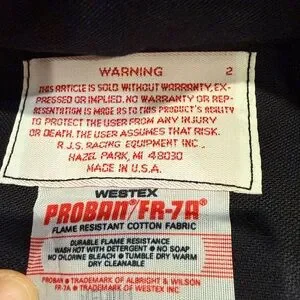 WARNING 2
THIS ARTICLE IS SOLD WITHOUT WARRANTY, EX-
PRESSED OR IMPLIED. NO WARRANTY OR REP-
RESENTATION IS MADE AS TO THIS PRODUCT'S ABILITY
TO PROTECT THE USER FROM ANY INJURY
OR DEATH. THE USER ASSUMES THAT RISK.
R.J.S. RACING EQUIPMENT INC.
HAZEL PARK, MI 48030
MADE IN U.S.A.
WESTEX
PROBAN®/FR-7A®
FLAME RESISTANT COTTON FABRIC
DURABLE FLAME RESISTANCE
WASH HOT WITH DETERGENT ● NO SOAP
NO CHLORINE BLEACH ● TUMBLE DRY WARM
DRY CLEANABLE
PROBAN ● TRADEMARK OF ALBRIGHT & WILSON
FR-7A ● TRADEMARK OF WESTEX INC